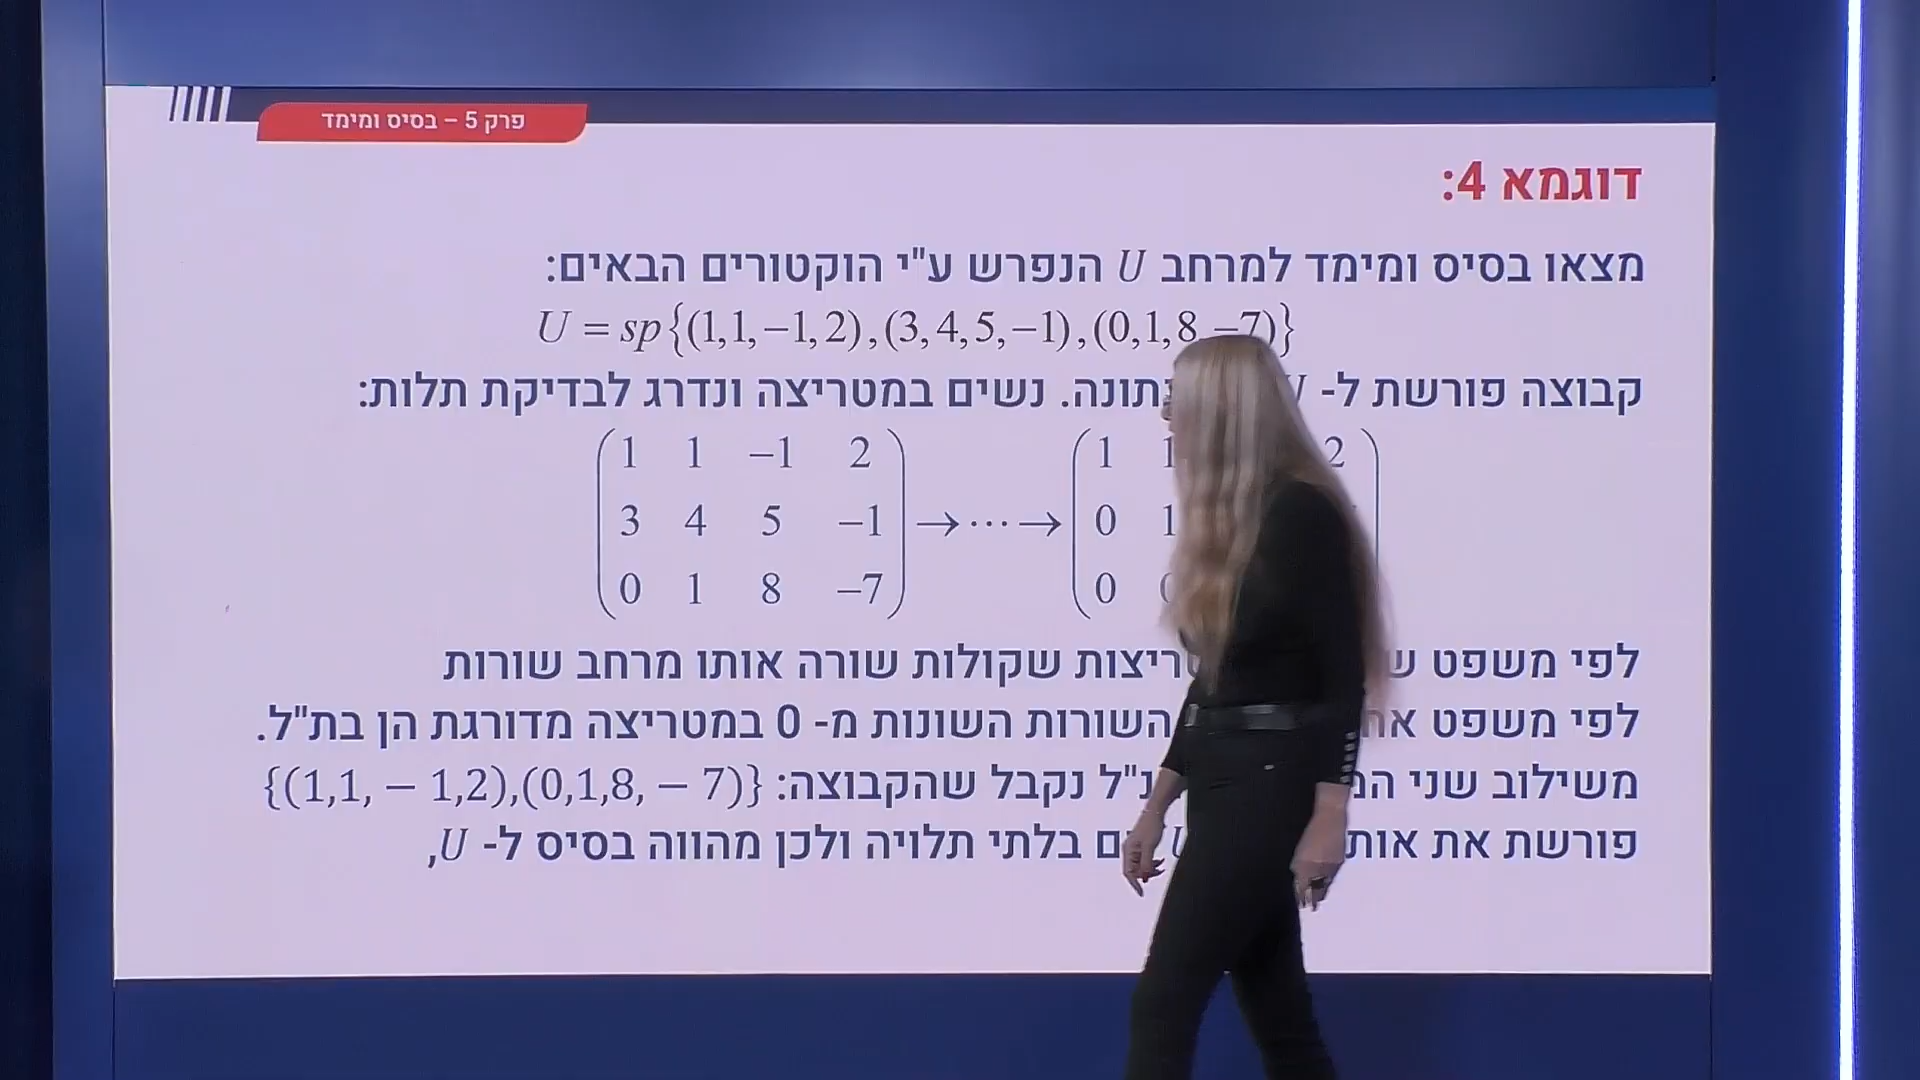 פרק 5 – בסיס ומימד
דוגמא 4:
מצאו בסיס ומימד למרחב U הנפרש ע"י הוקטורים הבאים:
U = sp{(1,1,−1,2),(3,4,5,−1),(0,1,8,−7)}
קבוצה פורשת ל- U נתונה. נשים במטריצה ונדרג לבדיקת תלות:
1 1 −1 2 1 1 2
3 4 5 −1 →⋯→ 0 1
0 1 8 −7 0 0
לפי משפט שקולות שורה אותו מרחב שורות
לפי משפט השורות השונות מ- 0 במטריצה מדורגת הן בת"ל.
משילוב שני הנ"ל נקבל שהקבוצה: {(1,1,−1,2),(0,1,8,−7)}
פורשת את U בלתי תלויה ולכן מהווה בסיס ל- U,